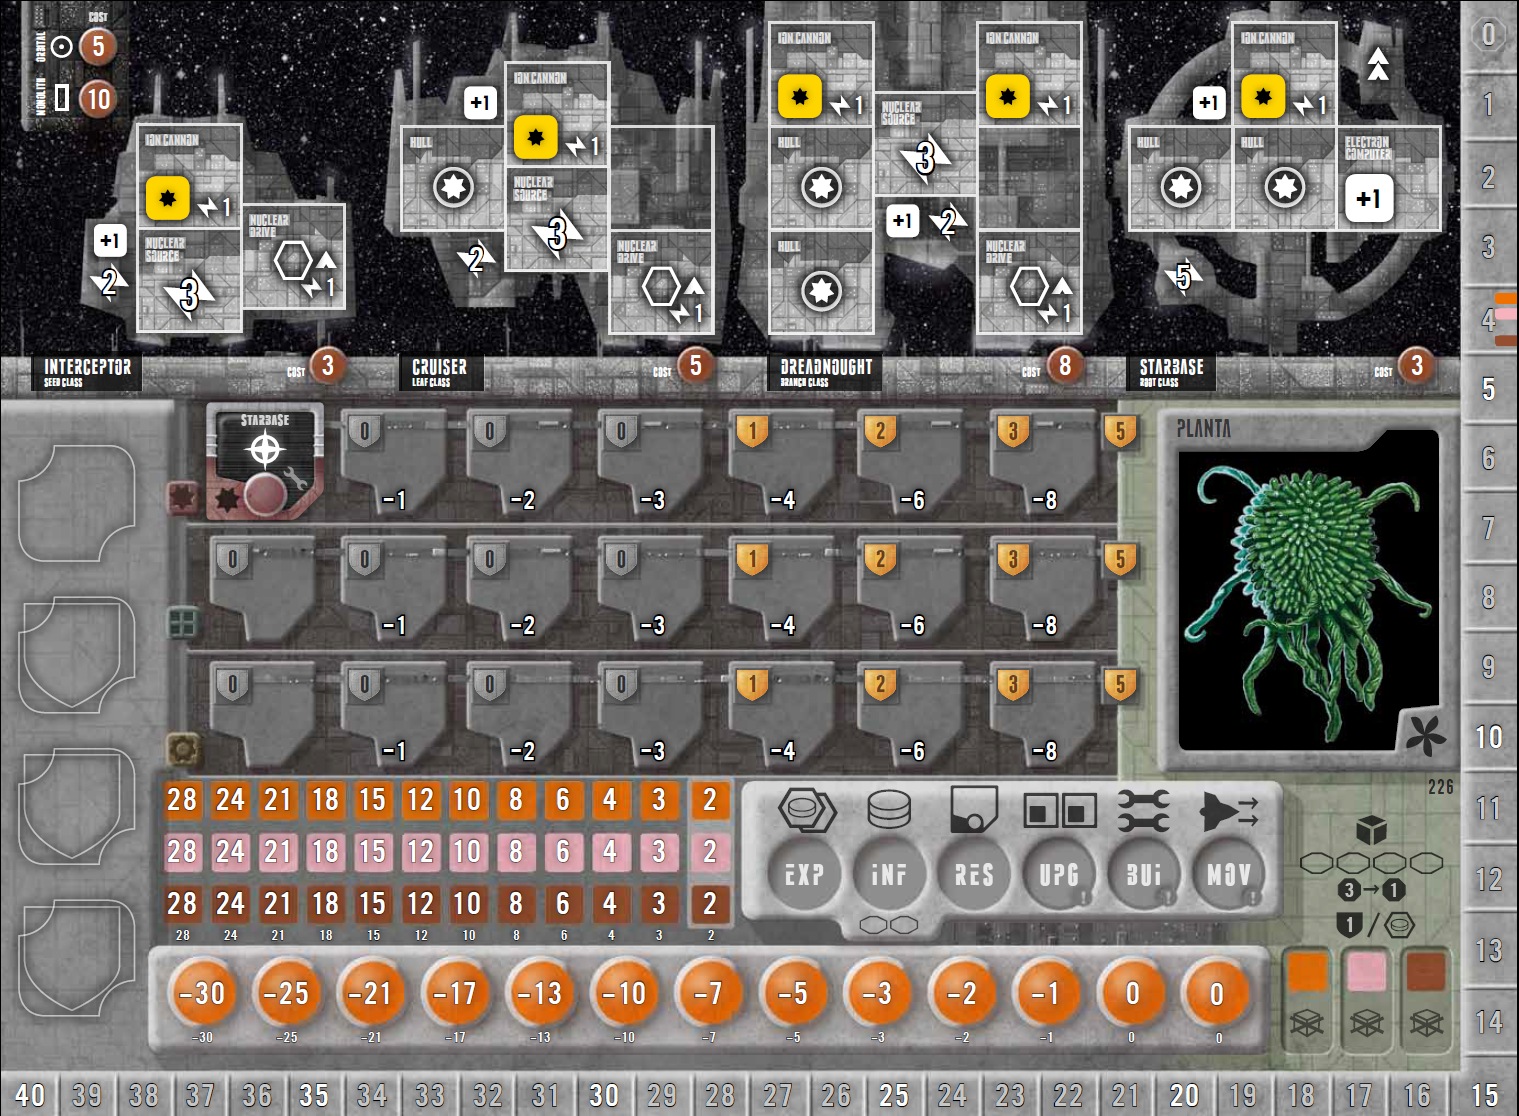 COST
ORBITAL
5
MONOLITH
10
ION CANNON
1
+1
2
NUCLEAR
SOURCE
3
NUCLEAR
DRIVE
1
INTERCEPTOR
SEED CLASS
COST
3
+1
ION CANNON
1
HULL
NUCLEAR
SOURCE
3
2
NUCLEAR
DRIVE
1
CRUISER
LEAF CLASS
COST
5
ION CANNON
1
ION CANNON
1
NUCLEAR
SOURCE
3
HULL
+1
2
HULL
NUCLEAR
DRIVE
1
DREADNOUGHT
BRANCH CLASS
COST
8
ION CANNON
+1
1
HULL
HULL
ELECTRON
COMPUTER
+1
5
STARBASE
ROOT CLASS
COST
3
STARBASE
0 0 0 1 2 3 5
-1 -2 -3 -4 -6 -8
0 0 0 0 1 2 3 5
-1 -2 -3 -4 -6 -8
0 0 0 0 1 2 3 5
-1 -2 -3 -4 -6 -8
PLANTA
226
28 24 21 18 15 12 10 8 6 4 3 2
28 24 21 18 15 12 10 8 6 4 3 2
28 24 21 18 15 12 10 8 6 4 3 2
28 24 21 18 15 12 10 8 6 4 3 2
EXP INF RES UPG BUI MOV
! ! !
3 → 1
1 /
-30 -25 -21 -17 -13 -10 -7 -5 -3 -2 -1 0 0
-30 -25 -21 -17 -13 -10 -7 -5 -3 -2 -1 0 0
0
1
2
3
4
5
6
7
8
9
10
11
12
13
14
40 39 38 37 36 35 34 33 32 31 30 29 28 27 26 25 24 23 22 21 20 19 18 17 16 15